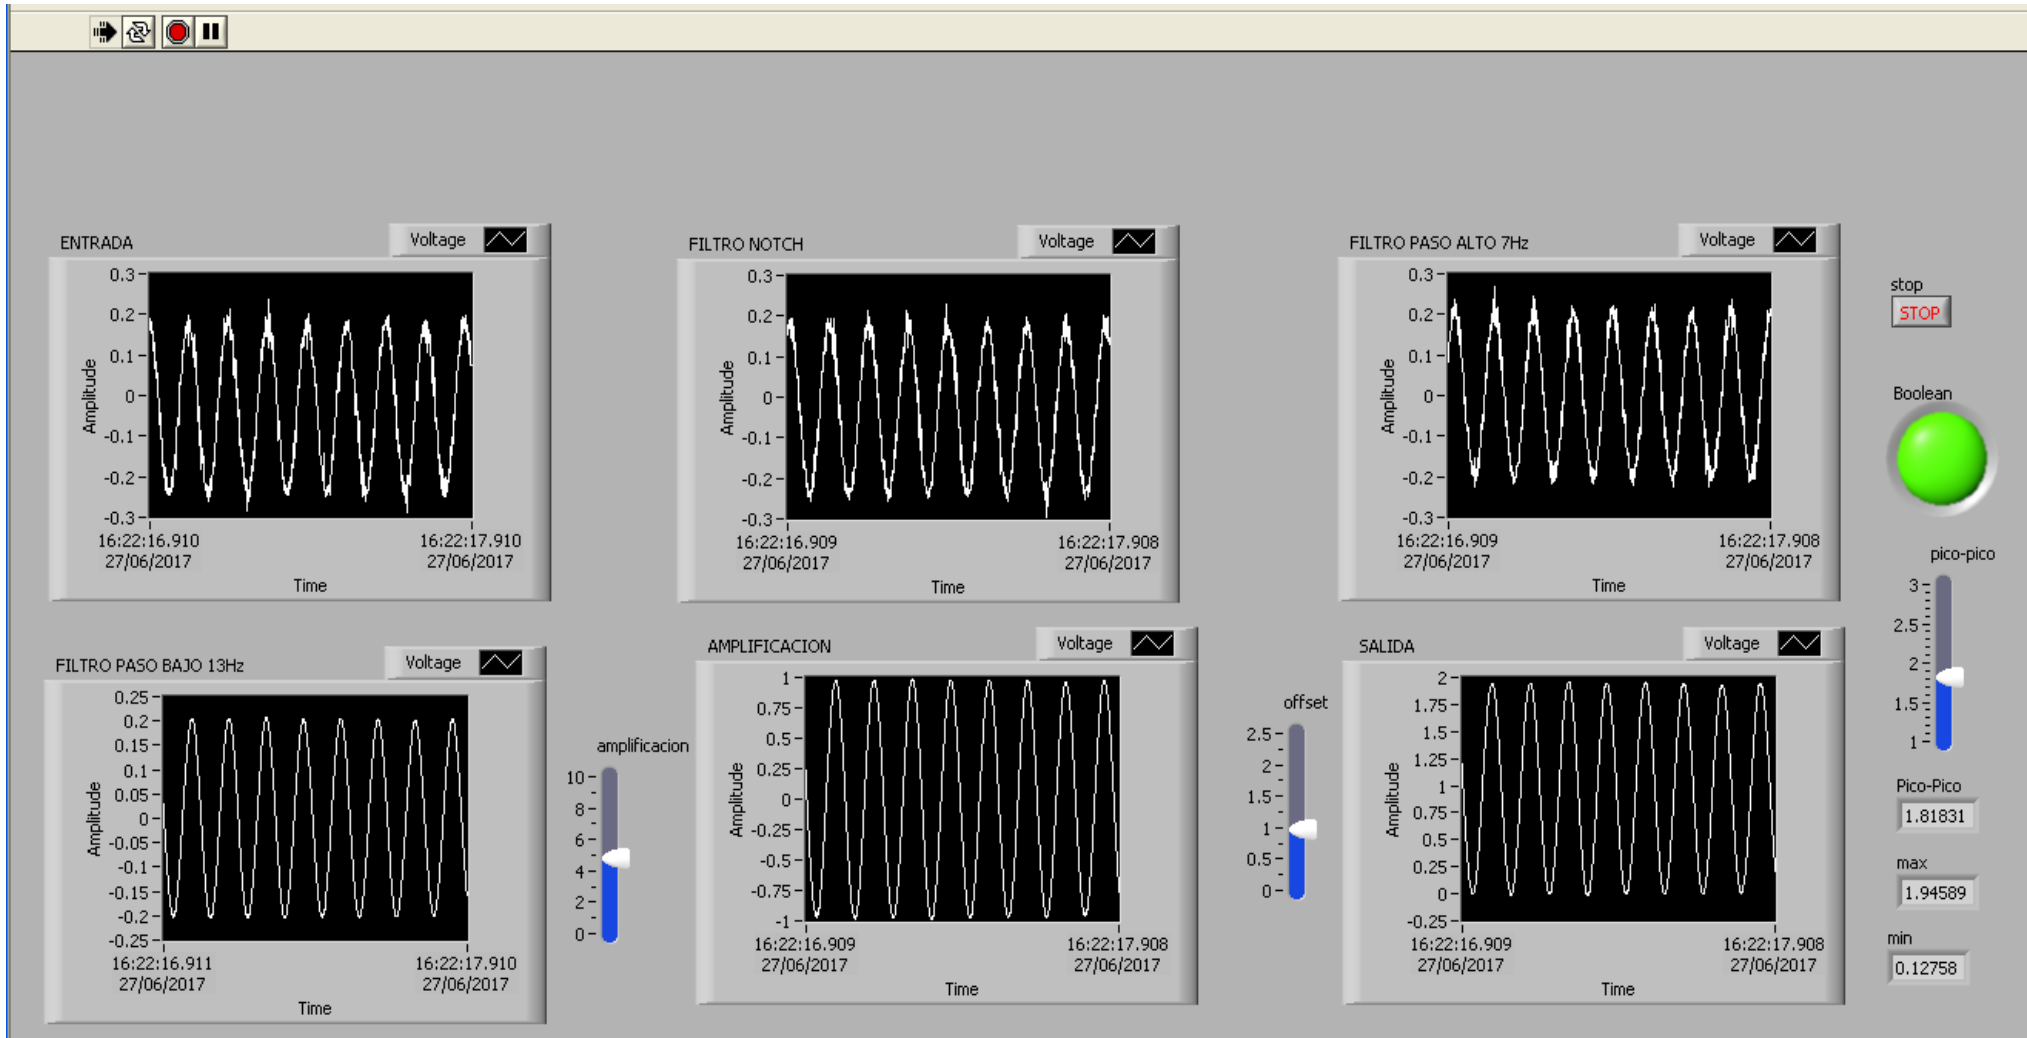 ENTRADA
Voltage
Amplitude
0.3
0.2
0.1
0
-0.1
-0.2
-0.3
16:22:16.910
27/06/2017
16:22:17.910
27/06/2017
Time
FILTRO NOTCH
Voltage
Amplitude
0.3
0.2
0.1
0
-0.1
-0.2
-0.3
16:22:16.909
27/06/2017
16:22:17.908
27/06/2017
Time
FILTRO PASO ALTO 7Hz
Voltage
Amplitude
0.3
0.2
0.1
0
-0.1
-0.2
-0.3
16:22:16.909
27/06/2017
16:22:17.908
27/06/2017
Time
stop
STOP
Boolean
pico-pico
3
2.5
2
1.5
1
FILTRO PASO BAJO 13Hz
Voltage
Amplitude
0.25
0.2
0.15
0.1
0.05
0
-0.05
-0.1
-0.15
-0.2
-0.25
16:22:16.911
27/06/2017
16:22:17.910
27/06/2017
Time
amplificacion
10
8
6
4
2
0
AMPLIFICACION
Voltage
Amplitude
1
0.75
0.5
0.25
0
-0.25
-0.5
-0.75
-1
16:22:16.909
27/06/2017
16:22:17.908
27/06/2017
Time
offset
2.5
2
1.5
1
0.5
0
SALIDA
Voltage
Amplitude
2
1.75
1.5
1.25
1
0.75
0.5
0.25
0
-0.25
16:22:16.909
27/06/2017
16:22:17.908
27/06/2017
Time
Pico-Pico
1.81831
max
1.94589
min
0.12758